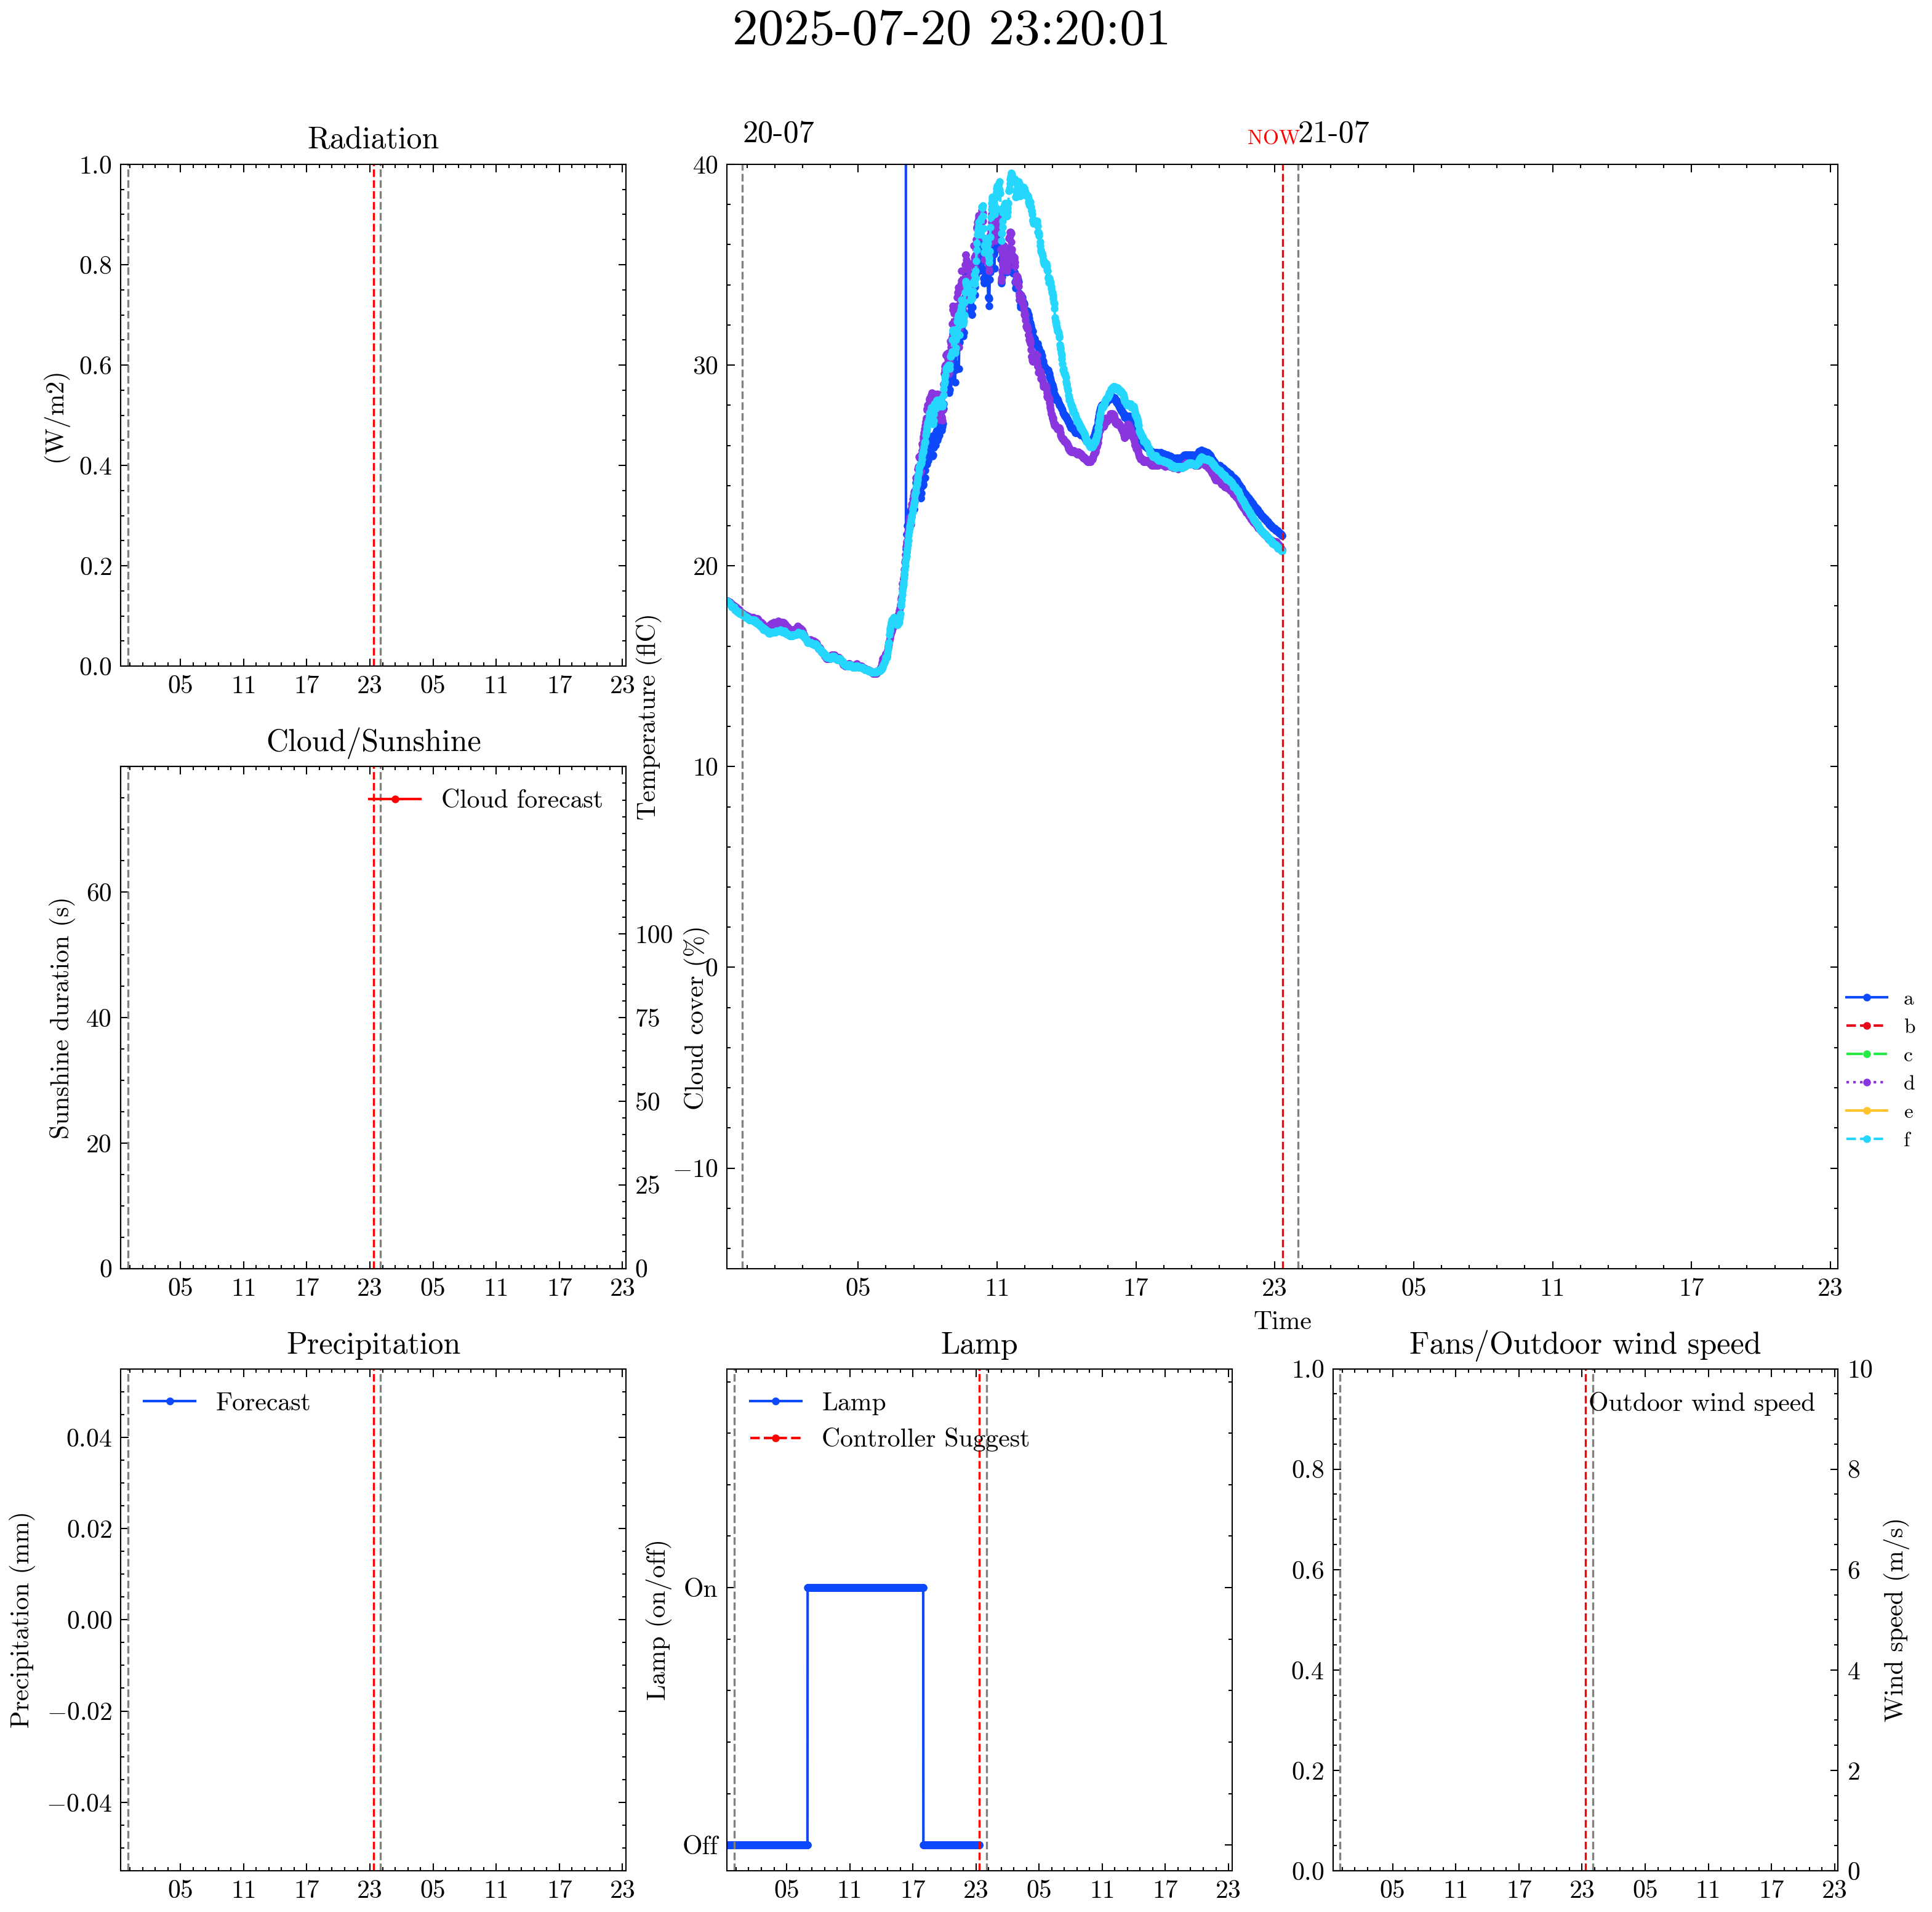 2025-07-20 23:20:01
Radiation
(W/m2)
1.0
0.8
0.6
0.4
0.2
0.0
05 11 17 23 05 11 17 23
20-07
NOW
21-07
Temperature (flC)
40
30
20
10
0
−10
05 11 17 23 05 11 17 23
Time
a
b
c
d
e
f
Cloud/Sunshine
Cloud forecast
Sunshine duration (s)
60
40
20
0
Cloud cover (%)
100
75
50
25
0
05 11 17 23 05 11 17 23
Precipitation
Forecast
Precipitation (mm)
0.04
0.02
0.00
−0.02
−0.04
05 11 17 23 05 11 17 23
Lamp
Lamp
Controller Suggest
Lamp (on/off)
On
Off
05 11 17 23 05 11 17 23
Fans/Outdoor wind speed
Outdoor wind speed
1.0
0.8
0.6
0.4
0.2
0.0
10
8
6
4
2
0
Wind speed (m/s)
05 11 17 23 05 11 17 23